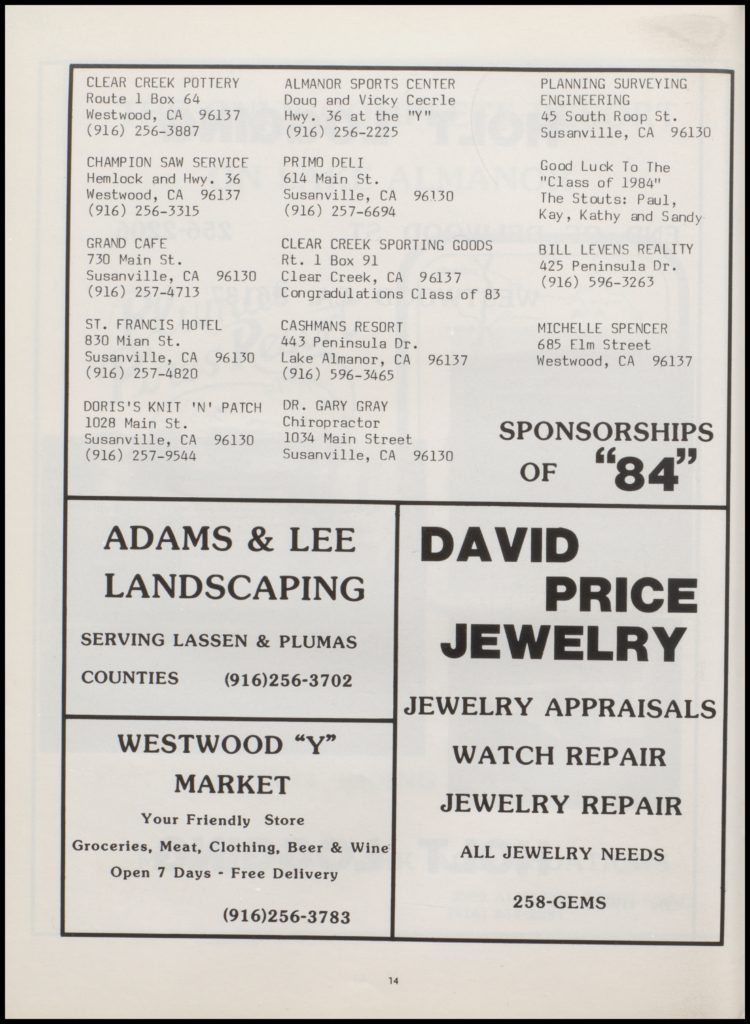 CLEAR CREEK POTTERY
Route 1 Box 64
Westwood, CA 96137
(916) 256-3887
CHAMPION SAW SERVICE
Hemlock and Hwy. 36
Westwood, CA 96137
(916) 256-3315
GRAND CAFE
730 Main St.
Susanville, CA 96130
(916) 257-4713
ST. FRANCIS HOTEL
830 Mian St.
Susanville, CA 96130
(916) 257-4820
DORIS'S KNIT 'N' PATCH
1028 Main St.
Susanville, CA 96130
(916) 257-9544
ALMANOR SPORTS CENTER
Doug and Vicky Cecrle
Hwy. 36 at the "Y"
(916) 256-2225
PRIMO DELI
614 Main St.
Susanville, CA 96130
(916) 257-6694
CLEAR CREEK SPORTING GOODS
Rt. 1 Box 91
Clear Creek, CA 96137
Congradulations Class of 83
CASHMANS RESORT
443 Peninsula Dr.
Lake Almanor, CA 96137
(916) 596-3465
DR. GARY GRAY
Chiropractor
1034 Main Street
Susanville, CA 96130
PLANNING SURVEYING
ENGINEERING
45 South Roop St.
Susanville, CA 96130
Good Luck To The
"Class of 1984"
The Stouts: Paul,
Kay, Kathy and Sandy
BILL LEVENS REALITY
425 Peninsula Dr.
(916) 596-3263
MICHELLE SPENCER
685 Elm Street
Westwood, CA 96137
SPONSORSHIPS
OF "84"
ADAMS & LEE
LANDSCAPING
SERVING LASSEN & PLUMAS
COUNTIES (916)256-3702
WESTWOOD "Y"
MARKET
Your Friendly Store
Groceries, Meat, Clothing, Beer & Wine
Open 7 Days - Free Delivery
(916)256-3783
DAVID
PRICE
JEWELRY
JEWELRY APPRAISALS
WATCH REPAIR
JEWELRY REPAIR
ALL JEWELRY NEEDS
258-GEMS
14